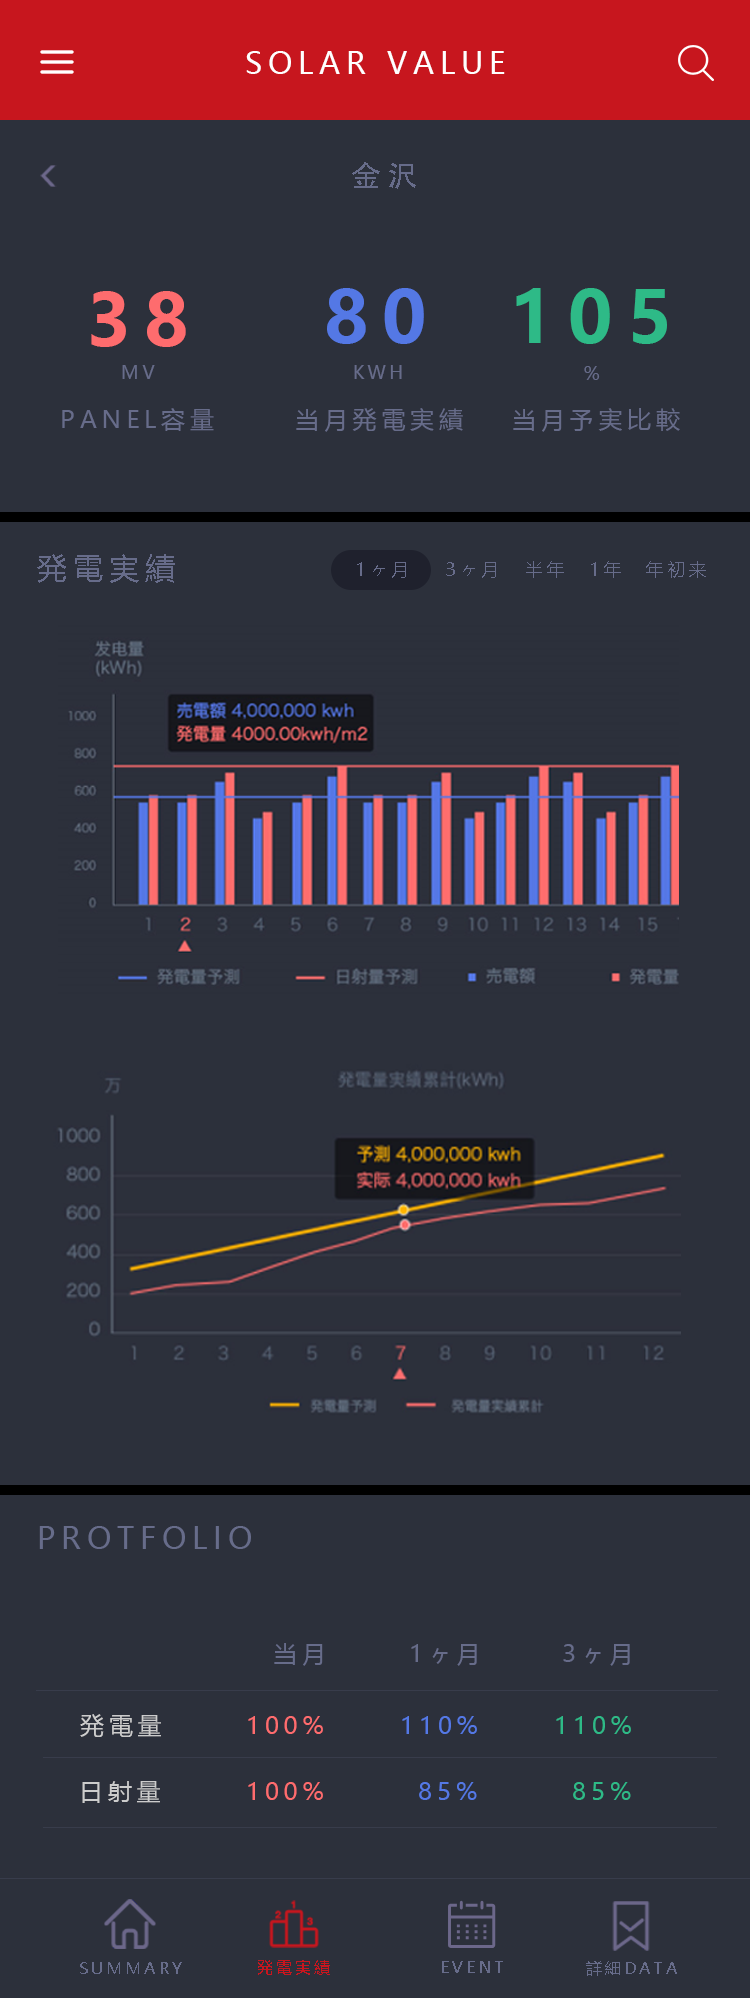 SOLAR VALUE
金沢
38 80 105
MV KWH %
PANEL容量 当月発電実績 当月予実比較
発電実績 1ヶ月 3ヶ月 半年 1年 年初来
发电量
(kWh)
1000
売電額 4,000,000 kwh
発電量 4000.00kwh/m2
800
600
400
200
0
1 2 3 4 5 6 7 8 9 10 11 12 13 14 15
発電量予測 日射量予測 売電額 発電量
万 発電量実績累計(kWh)
1000
予測 4,000,000 kwh
实际 4,000,000 kwh
800
600
400
200
0
1 2 3 4 5 6 7 8 9 10 11 12
発電量予測 発電量実績累計
PROTFOLIO
当月 1ヶ月 3ヶ月
発電量 100% 110% 110%
日射量 100% 85% 85%
2 1 3
SUMMARY 発電実績 EVENT 詳細DATA